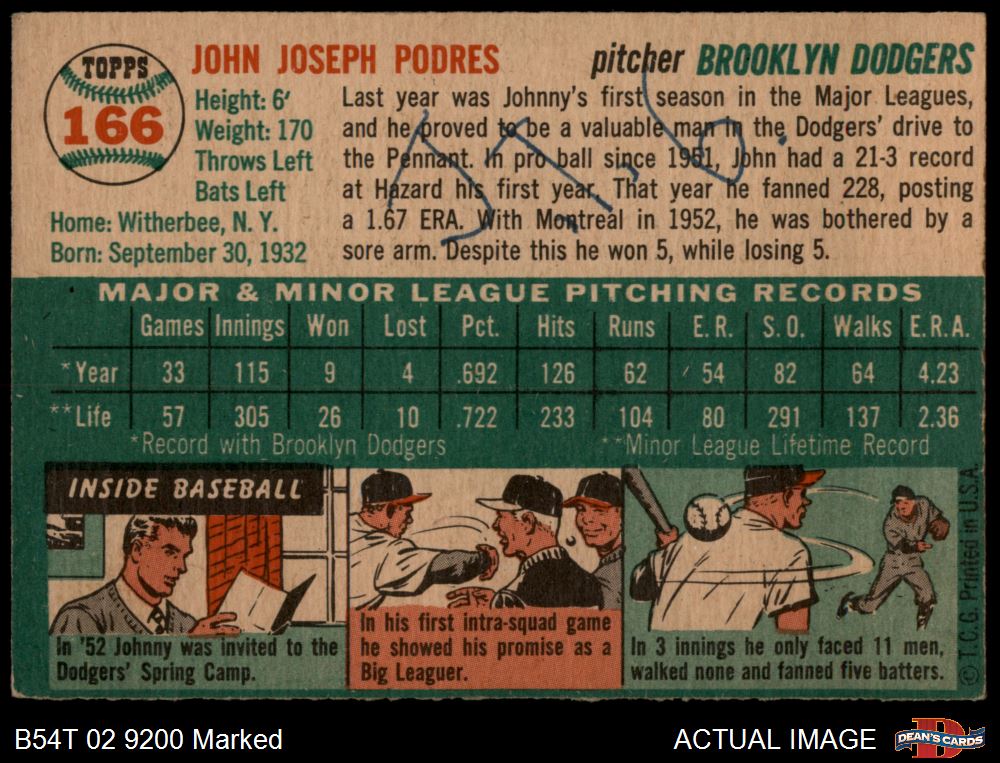 TOPPS
166
JOHN JOSEPH PODRES
pitcher BROOKLYN DODGERS
Height: 6'
Weight: 170
Throws Left
Bats Left
Home: Witherbee, N. Y.
Born: September 30, 1932
Last year was Johnny's first season in the Major Leagues,
and he proved to be a valuable man in the Dodgers' drive to
the Pennant. In pro ball since 1951, John had a 21-3 record
at Hazard his first year. That year he fanned 228, posting
a 1.67 ERA. With Montreal in 1952, he was bothered by a
sore arm. Despite this he won 5, while losing 5.
MAJOR & MINOR LEAGUE PITCHING RECORDS
Games Innings Won Lost Pct. Hits Runs E. R. S. O. Walks E.R.A.
*Year 33 115 9 4 .692 126 62 54 82 64 4.23
**Life 57 305 26 10 .722 233 104 80 291 137 2.36
*Record with Brooklyn Dodgers **Minor League Lifetime Record
INSIDE BASEBALL
In '52 Johnny was invited to the
Dodgers' Spring Camp.
In his first intra-squad game
he showed his promise as a
Big Leaguer.
In 3 innings he only faced 11 men,
walked none and fanned five batters.
© T.C.G. Printed in U.S.A.
B54T 02 9200 Marked
ACTUAL IMAGE
DEAN'S CARDS